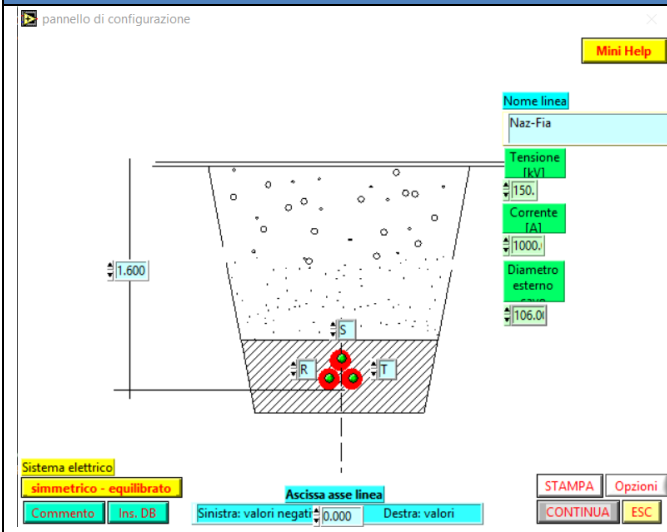 pannello di configurazione
Mini Help
Nome linea
Naz-Fia
Tensione
[kV]
150.
Corrente
[A]
1000.
Diametro
esterno
106.0
1.600
S
R
T
Sistema elettrico
simmetrico - equilibrato
Commento
Ins. DB
Ascissa asse linea
Sinistra: valori negati
0.000
Destra: valori
STAMPA
Opzioni
CONTINUA
ESC